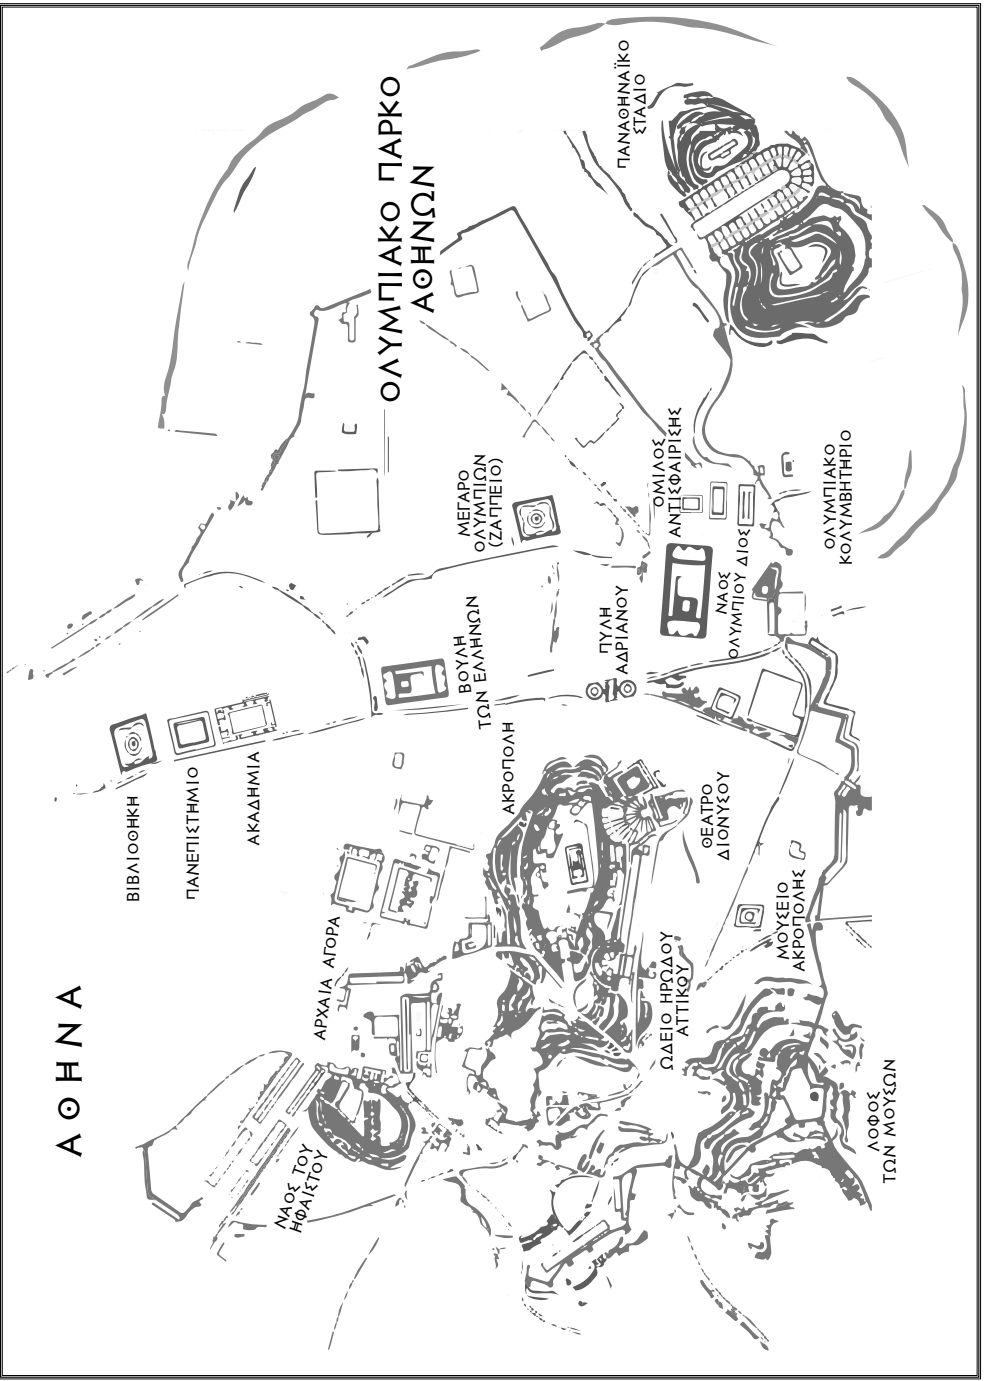 ΑΘΗΝΑ
ΟΛΥΜΠΙΑΚΟ ΠΑΡΚΟ
ΑΘΗΝΩΝ
ΠΑΝΑΘΗΝΑΪΚΟ
ΣΤΑΔΙΟ
ΒΙΒΛΙΟΘΗΚΗ
ΠΑΝΕΠΙΣΤΗΜΙΟ
ΑΚΑΔΗΜΙΑ
ΜΕΓΑΡΟ
ΟΛΥΜΠΙΩΝ
(ΖΑΠΠΕΙΟ)
ΒΟΥΛΗ
ΤΩΝ ΕΛΛΗΝΩΝ
ΟΜΙΛΟΣ
ΑΝΤΙΣΦΑΙΡΙΣΗΣ
ΠΥΛΗ
ΑΔΡΙΑΝΟΥ
ΝΑΟΣ
ΟΛΥΜΠΙΟΥ ΔΙΟΣ
ΟΛΥΜΠΙΑΚΟ
ΚΟΛΥΜΒΗΤΗΡΙΟ
ΑΡΧΑΙΑ ΑΓΟΡΑ
ΑΚΡΟΠΟΛΗ
ΘΕΑΤΡΟ
ΔΙΟΝΥΣΟΥ
ΝΑΟΣ ΤΟΥ
ΗΦΑΙΣΤΟΥ
ΩΔΕΙΟ ΗΡΩΔΟΥ
ΑΤΤΙΚΟΥ
ΜΟΥΣΕΙΟ
ΑΚΡΟΠΟΛΗΣ
ΛΟΦΟΣ
ΤΩΝ ΜΟΥΣΩΝ